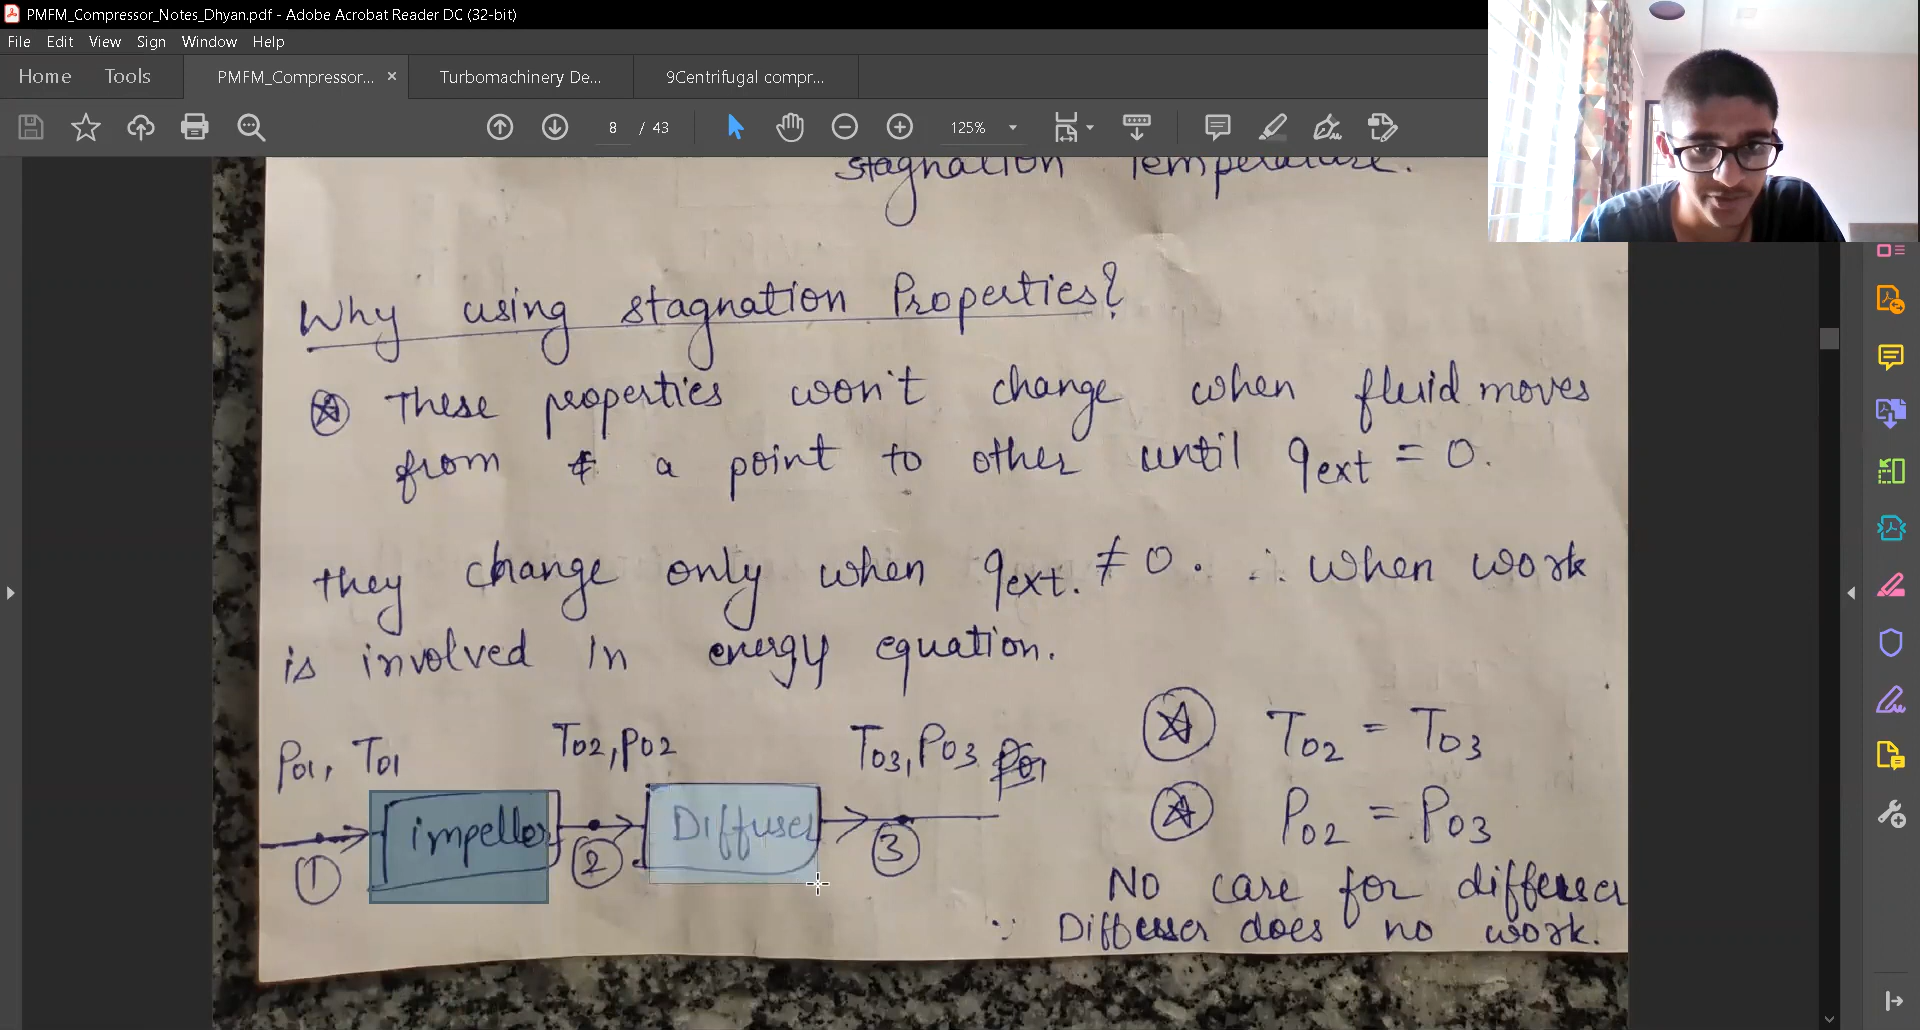 PMFM_Compressor_Notes_Dhyan.pdf - Adobe Acrobat Reader DC (32-bit)
File Edit View Sign Window Help
Home Tools PMFM_Compressor... × Turbomachinery De... 9Centrifugal compr...
8 / 43 125%
stagnation Temperature.
Why using stagnation Properties?
These properties won't change when fluid moves
from a point to other until qext = 0.
They change only when qext. ≠ 0. ∴ when work
is involved in energy equation.
P01, T01 T02, P02 T03, P03 P01
impeller Diffuser
1 2 3
T02 = T03
P02 = P03
No care for diffuser
∵ Diffuser does no work.